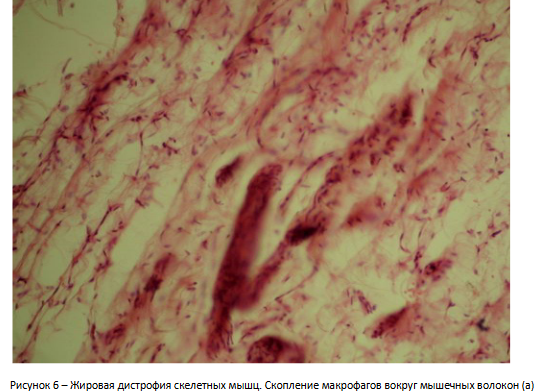 Рисунок 6 – Жировая дистрофия скелетных мышц. Скопление макрофагов вокруг мышечных волокон (а)